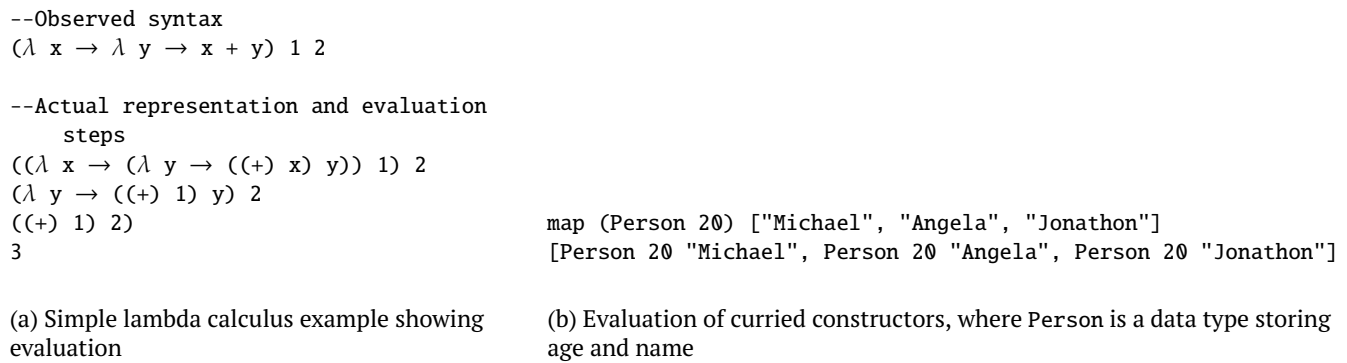 --Observed syntax
(λ x → λ y → x + y) 1 2
--Actual representation and evaluation
steps
((λ x → (λ y → ((+) x) y)) 1) 2
(λ y → ((+) 1) y) 2
((+) 1) 2)
3
(a) Simple lambda calculus example showing
evaluation
map (Person 20) ["Michael", "Angela", "Jonathon"]
[Person 20 "Michael", Person 20 "Angela", Person 20 "Jonathon"]
(b) Evaluation of curried constructors, where Person is a data type storing
age and name